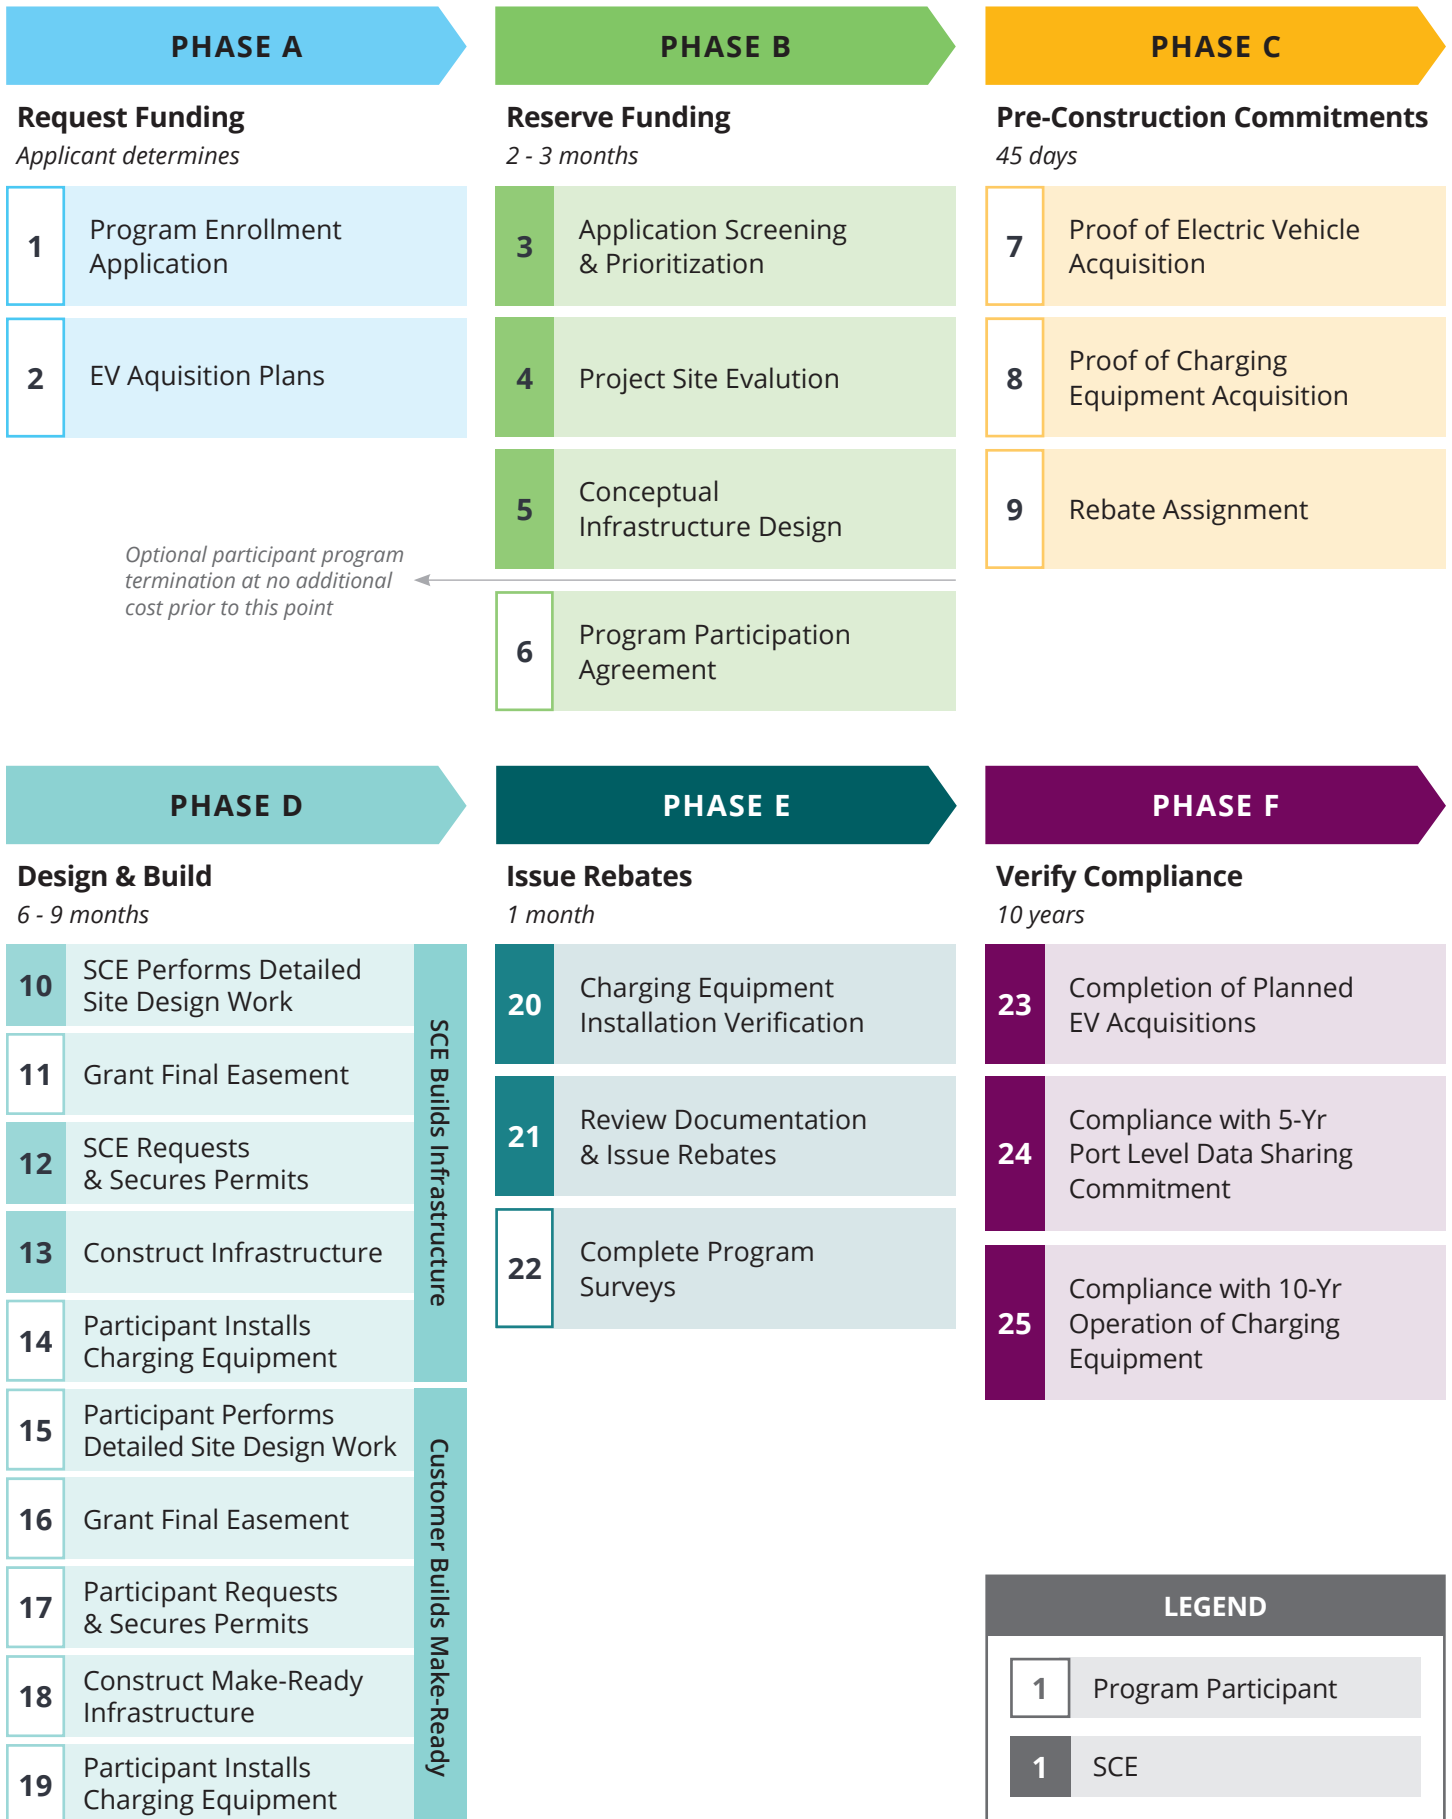 PHASE A
Request Funding
Applicant determines
1
Program Enrollment
Application
2
EV Aquisition Plans
Optional participant program
termination at no additional
cost prior to this point
PHASE B
Reserve Funding
2 - 3 months
3
Application Screening
& Prioritization
4
Project Site Evalution
5
Conceptual
Infrastructure Design
6
Program Participation
Agreement
PHASE C
Pre-Construction Commitments
45 days
7
Proof of Electric Vehicle
Acquisition
8
Proof of Charging
Equipment Acquisition
9
Rebate Assignment
PHASE D
Design & Build
6 - 9 months
10
SCE Performs Detailed
Site Design Work
11
Grant Final Easement
12
SCE Requests
& Secures Permits
13
Construct Infrastructure
14
Participant Installs
Charging Equipment
SCE Builds Infrastructure
15
Participant Performs
Detailed Site Design Work
16
Grant Final Easement
17
Participant Requests
& Secures Permits
18
Construct Make-Ready
Infrastructure
19
Participant Installs
Charging Equipment
Customer Builds Make-Ready
PHASE E
Issue Rebates
1 month
20
Charging Equipment
Installation Verification
21
Review Documentation
& Issue Rebates
22
Complete Program
Surveys
PHASE F
Verify Compliance
10 years
23
Completion of Planned
EV Acquisitions
24
Compliance with 5-Yr
Port Level Data Sharing
Commitment
25
Compliance with 10-Yr
Operation of Charging
Equipment
LEGEND
1
Program Participant
1
SCE